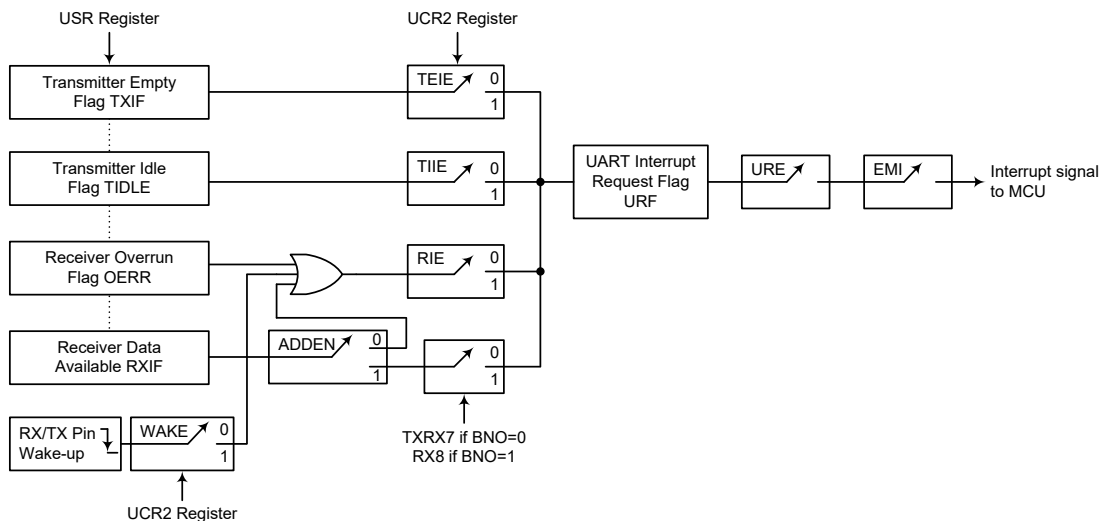 USR Register
UCR2 Register
Transmitter Empty
Flag TXIF
TEIE
0
1
Transmitter Idle
Flag TIDLE
TIIE
0
1
UART Interrupt
Request Flag
URF
URE
EMI
Interrupt signal
to MCU
Receiver Overrun
Flag OERR
RIE
0
1
Receiver Data
Available RXIF
ADDEN
0
1
0
1
RX/TX Pin
Wake-up
WAKE
0
1
TXRX7 if BNO=0
RX8 if BNO=1
UCR2 Register